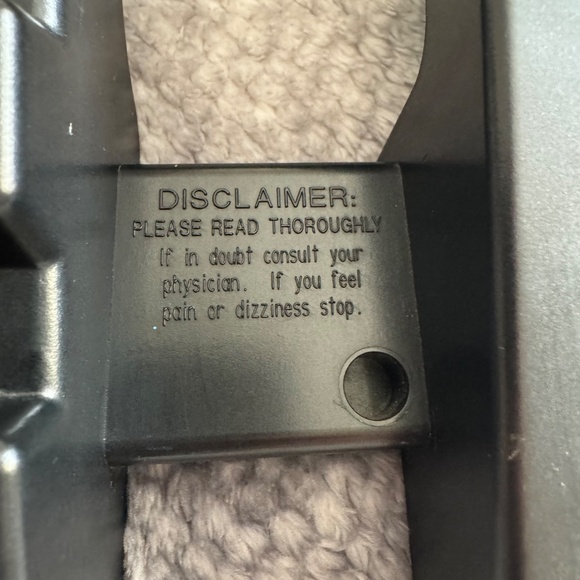 DISCLAIMER:
PLEASE READ THOROUGHLY
If in doubt consult your
physician. If you feel
pain or dizziness stop.